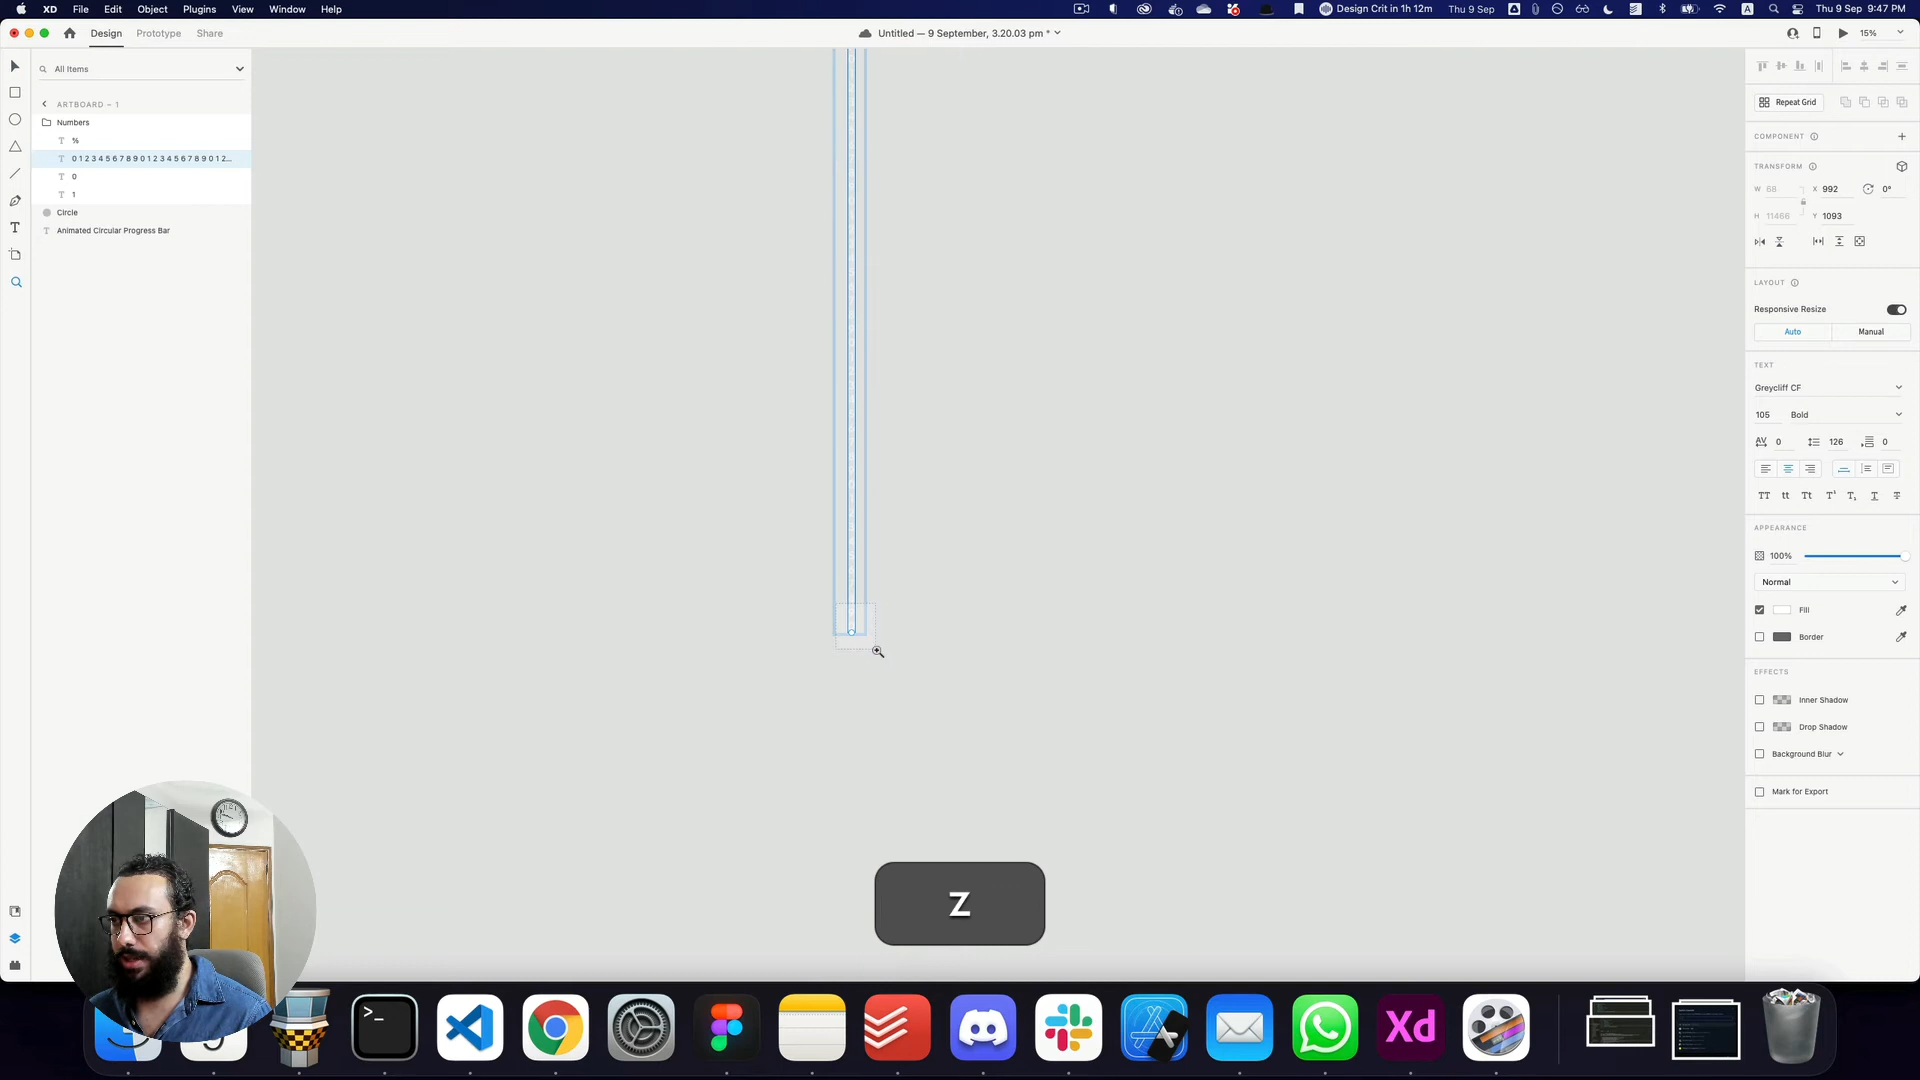 XD File Edit Object Plugins View Window Help
Design Crit in 1h 12m Thu 9 Sep A Thu 9 Sep 9:47 PM
Design Prototype Share
Untitled — 9 September, 3.20.03 pm *
15%
All Items
ARTBOARD – 1
Numbers
T %
T 0 1 2 3 4 5 6 7 8 9 0 1 2 3 4 5 6 7 8 9 0 1 2...
T 0
T 1
Circle
T Animated Circular Progress Bar
Repeat Grid
COMPONENT
TRANSFORM
W 68 X 992 0°
H 11466 Y 1093
LAYOUT
Responsive Resize
Auto Manual
TEXT
Greycliff CF
105 Bold
AV 0 126 0
TT tt Tt T¹ T, T T
APPEARANCE
100%
Normal
Fill
Border
EFFECTS
Inner Shadow
Drop Shadow
Background Blur
Mark for Export
Z
>_
Xd